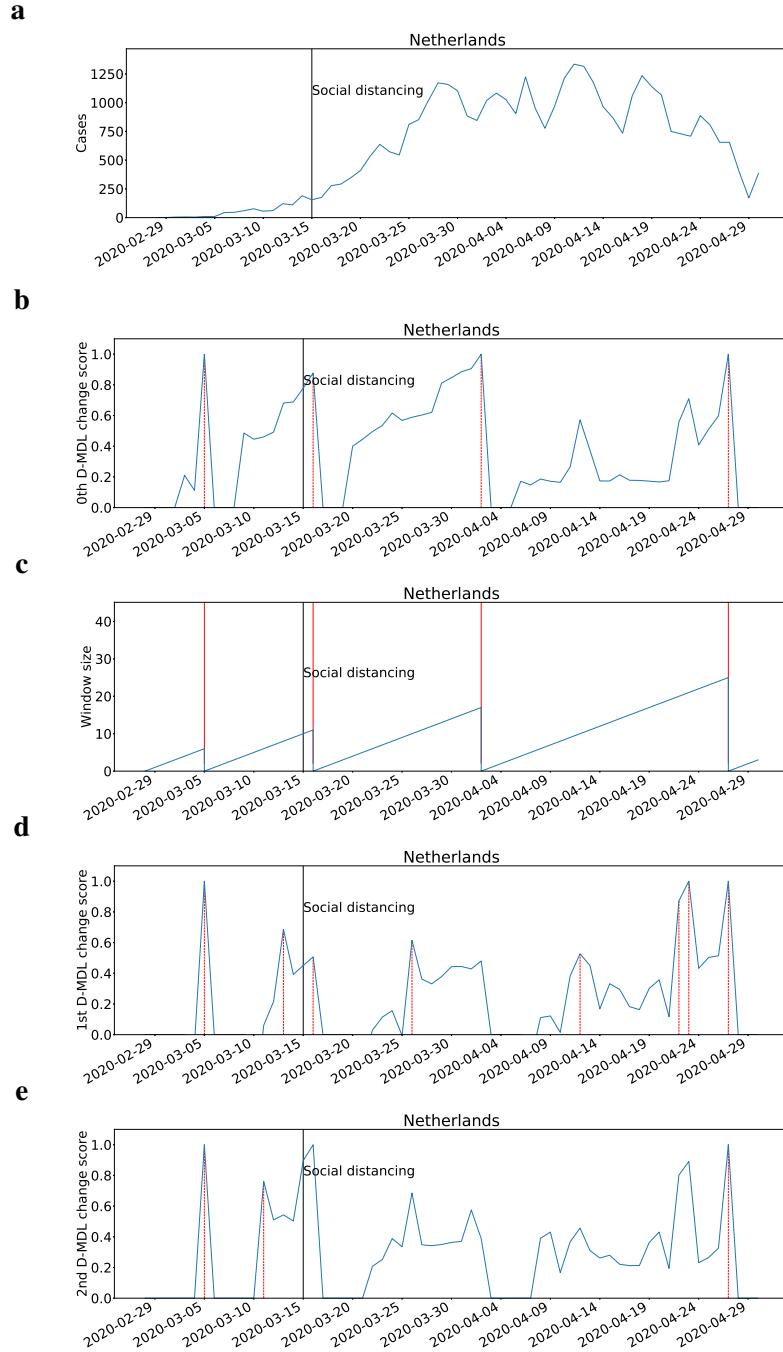 a
Netherlands
Social distancing
Cases
1250
1000
750
500
250
0
2020-02-29 2020-03-05 2020-03-10 2020-03-15 2020-03-20 2020-03-25 2020-03-30 2020-04-04 2020-04-09 2020-04-14 2020-04-19 2020-04-24 2020-04-29
b
Netherlands
Social distancing
0th D-MDL change score
1.0
0.8
0.6
0.4
0.2
0.0
2020-02-29 2020-03-05 2020-03-10 2020-03-15 2020-03-20 2020-03-25 2020-03-30 2020-04-04 2020-04-09 2020-04-14 2020-04-19 2020-04-24 2020-04-29
c
Netherlands
Social distancing
Window size
40
30
20
10
0
2020-02-29 2020-03-05 2020-03-10 2020-03-15 2020-03-20 2020-03-25 2020-03-30 2020-04-04 2020-04-09 2020-04-14 2020-04-19 2020-04-24 2020-04-29
d
Netherlands
Social distancing
1st D-MDL change score
1.0
0.8
0.6
0.4
0.2
0.0
2020-02-29 2020-03-05 2020-03-10 2020-03-15 2020-03-20 2020-03-25 2020-03-30 2020-04-04 2020-04-09 2020-04-14 2020-04-19 2020-04-24 2020-04-29
e
Netherlands
Social distancing
2nd D-MDL change score
1.0
0.8
0.6
0.4
0.2
0.0
2020-02-29 2020-03-05 2020-03-10 2020-03-15 2020-03-20 2020-03-25 2020-03-30 2020-04-04 2020-04-09 2020-04-14 2020-04-19 2020-04-24 2020-04-29